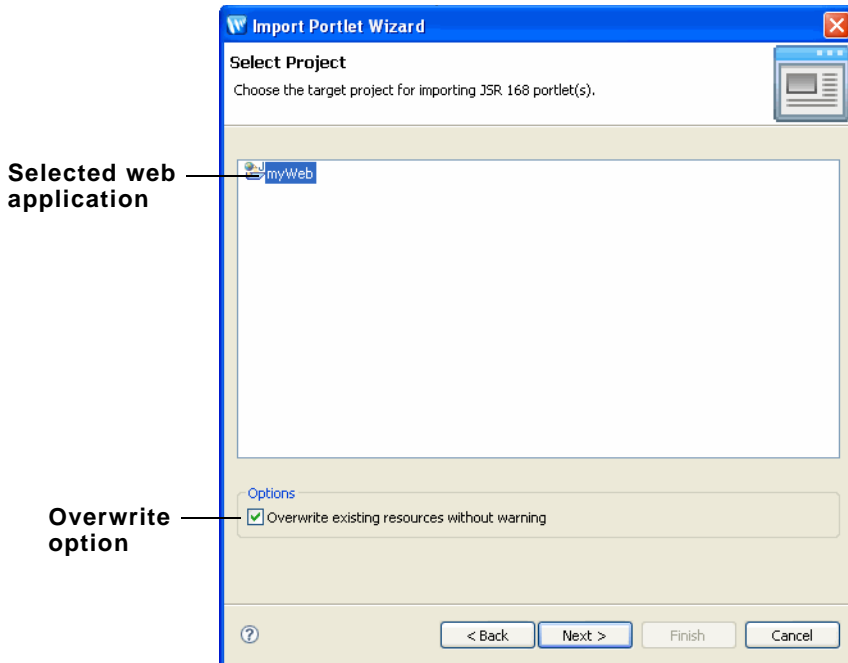 Import Portlet Wizard
Select Project
Choose the target project for importing JSR 168 portlet(s).
Selected web
application
myWeb
Options
Overwrite
option
Overwrite existing resources without warning
?
< Back
Next >
Finish
Cancel